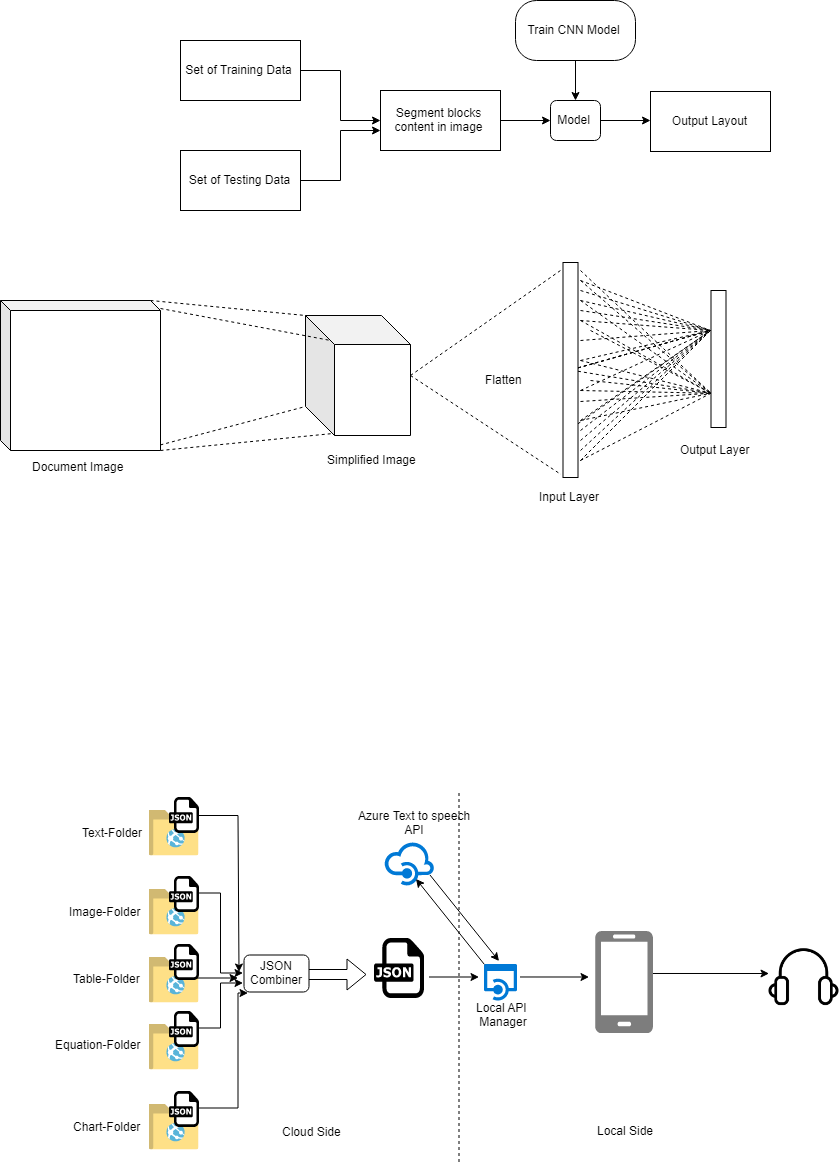 Train CNN Model
Set of Training Data
Segment blocks
content in image
Model
Output Layout
Set of Testing Data
Flatten
Document Image
Simplified Image
Output Layer
Input Layer
Azure Text to speech
API
JSON
Text-Folder
JSON
Image-Folder
JSON
Table-Folder
JSON
Combiner
JSON
Local API
Manager
JSON
Equation-Folder
JSON
Chart-Folder
Cloud Side
Local Side